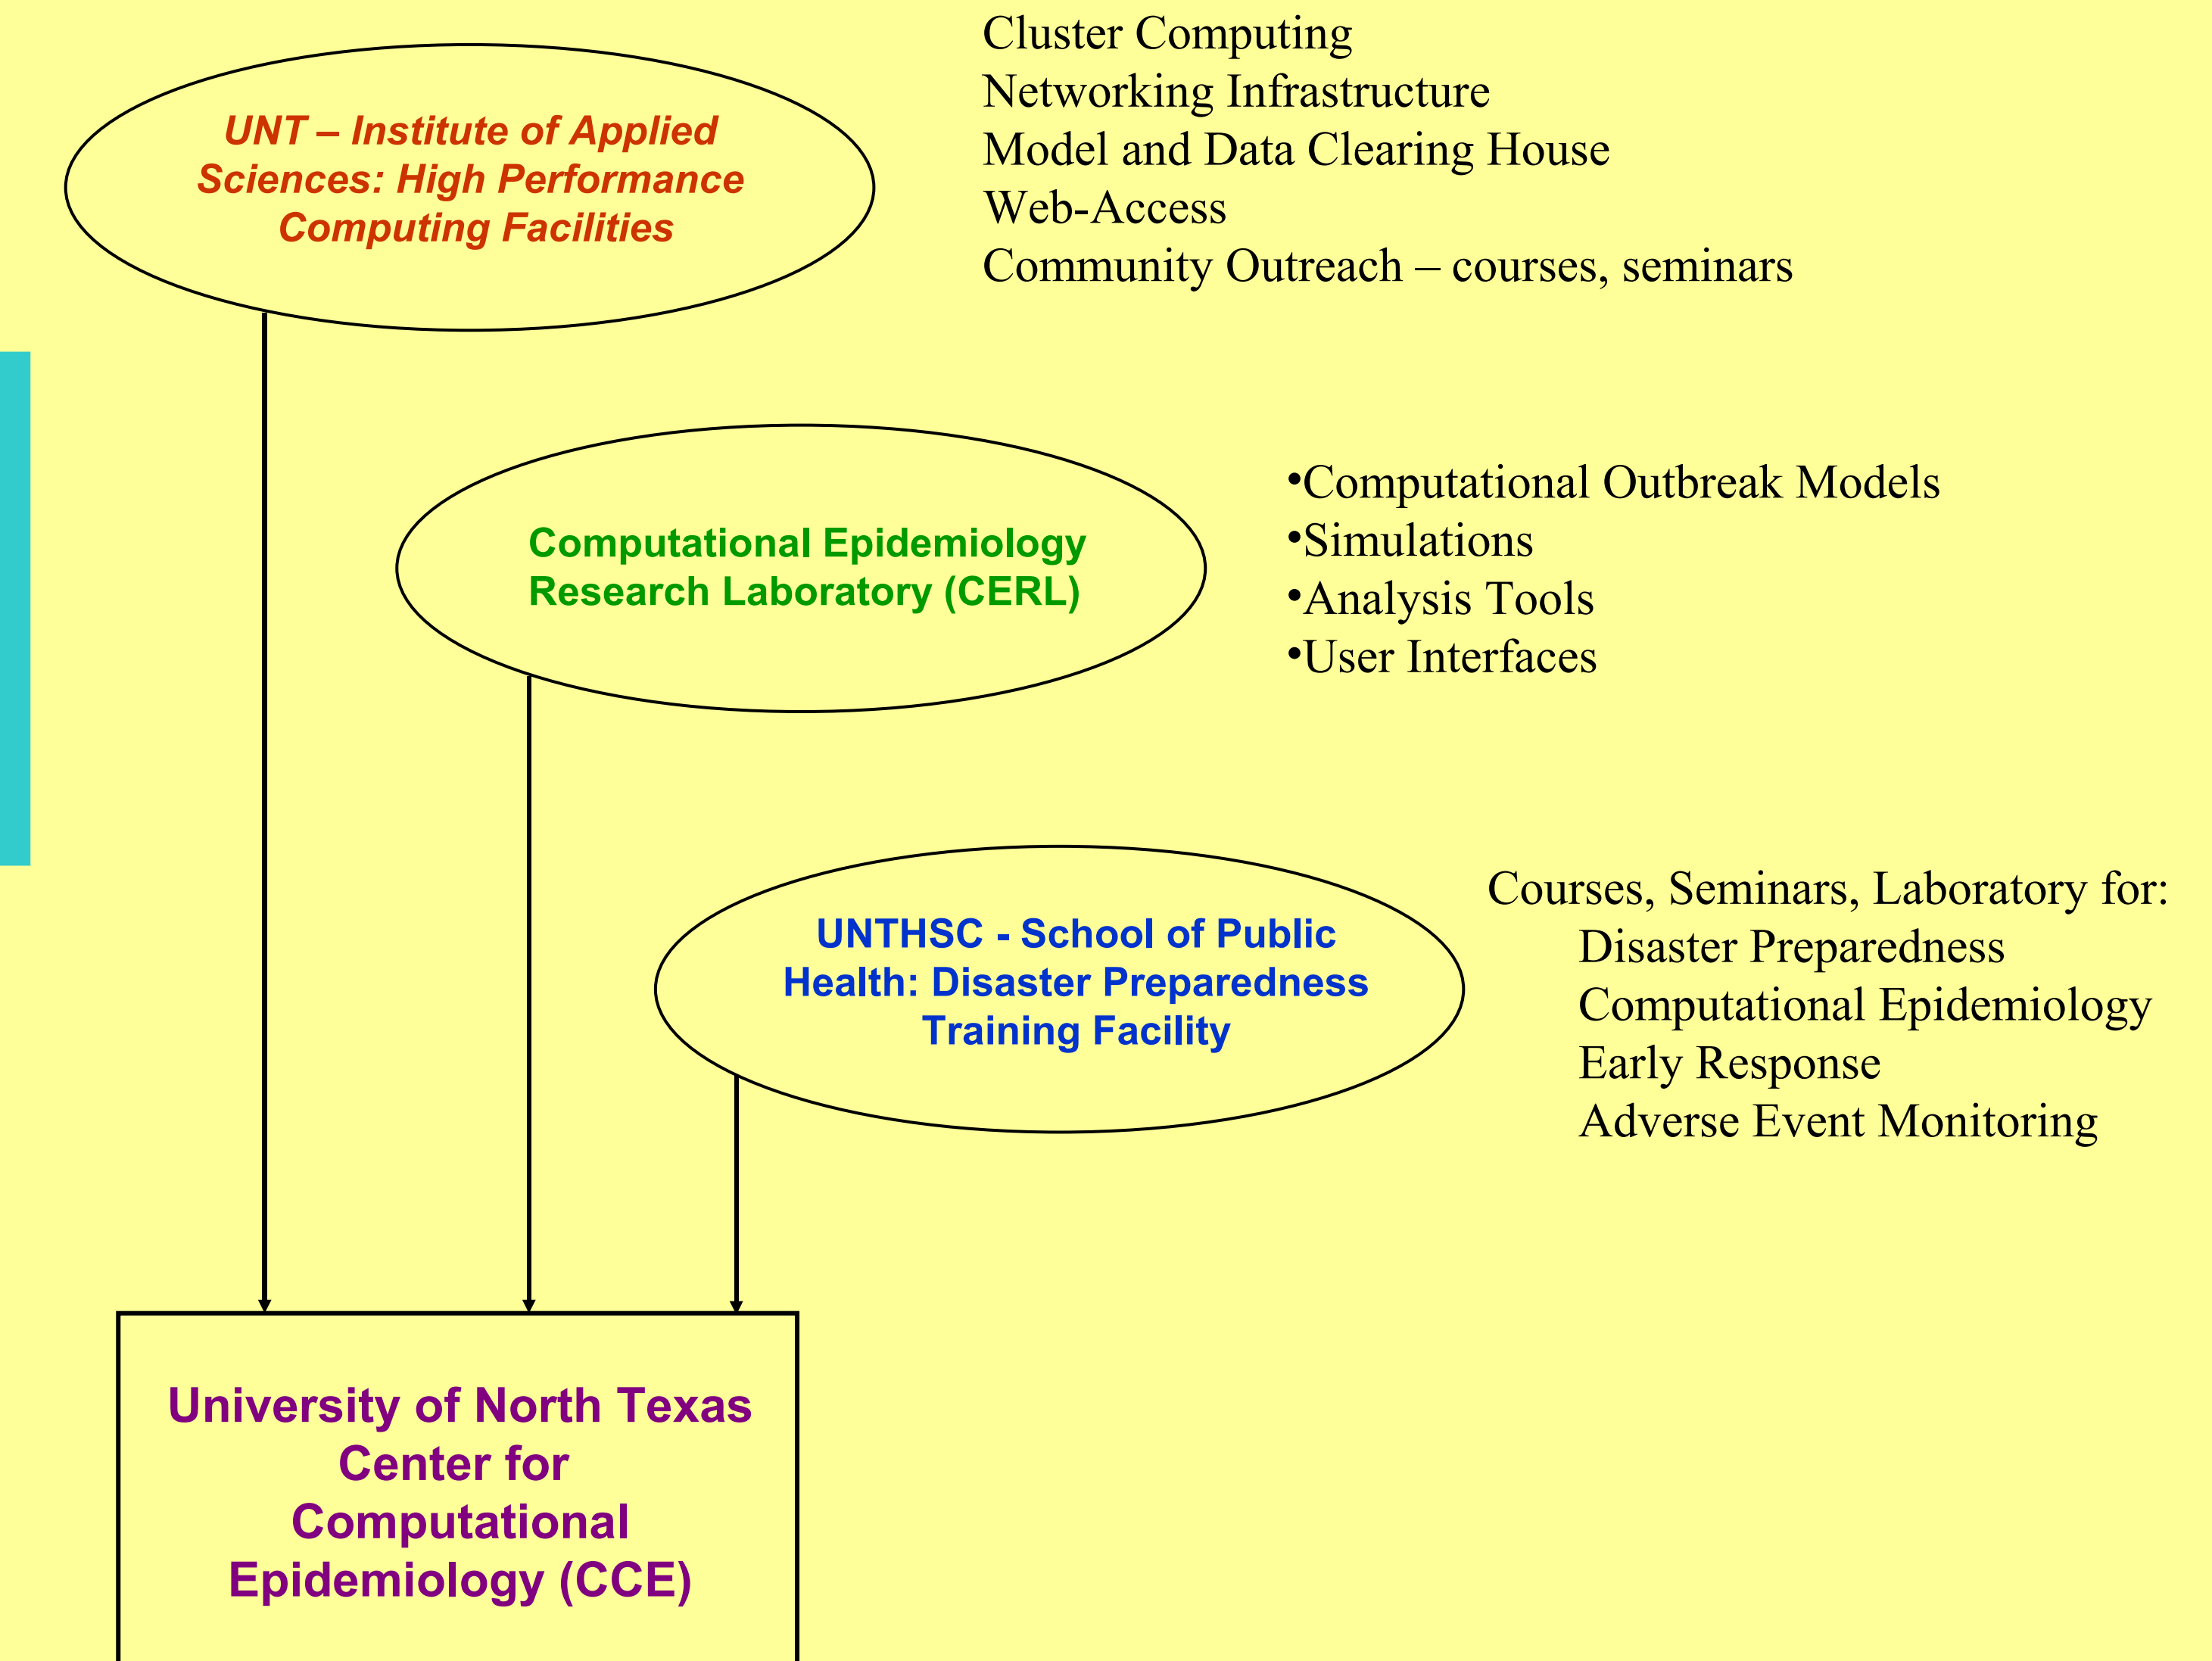 Cluster Computing
Networking Infrastructure
Model and Data Clearing House
Web-Access
Community Outreach – courses, seminars
UNT – Institute of Applied
Sciences: High Performance
Computing Facilities
Computational Epidemiology
Research Laboratory (CERL)
•Computational Outbreak Models
•Simulations
•Analysis Tools
•User Interfaces
UNTHSC - School of Public
Health: Disaster Preparedness
Training Facility
Courses, Seminars, Laboratory for:
Disaster Preparedness
Computational Epidemiology
Early Response
Adverse Event Monitoring
University of North Texas
Center for
Computational
Epidemiology (CCE)